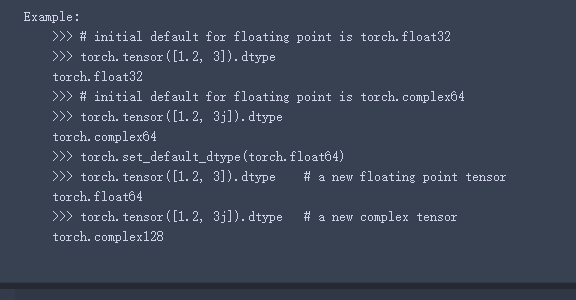 Example:
>>> # initial default for floating point is torch.float32
>>> torch.tensor([1.2, 3]).dtype
torch.float32
>>> # initial default for floating point is torch.complex64
>>> torch.tensor([1.2, 3j]).dtype
torch.complex64
>>> torch.set_default_dtype(torch.float64)
>>> torch.tensor([1.2, 3]).dtype    # a new floating point tensor
torch.float64
>>> torch.tensor([1.2, 3j]).dtype   # a new complex tensor
torch.complex128